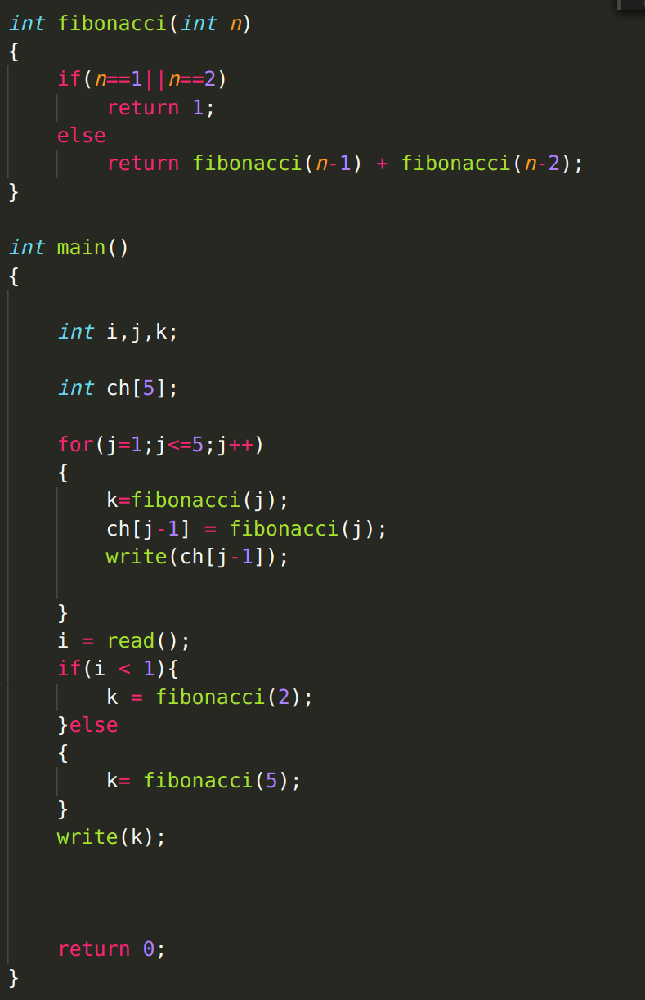 int fibonacci(int n)
{
    if(n==1||n==2)
        return 1;
    else
        return fibonacci(n-1) + fibonacci(n-2);
}

int main()
{

    int i,j,k;

    int ch[5];

    for(j=1;j<=5;j++)
    {
        k=fibonacci(j);
        ch[j-1] = fibonacci(j);
        write(ch[j-1]);

    }
    i = read();
    if(i < 1){
        k = fibonacci(2);
    }else
    {
        k= fibonacci(5);
    }
    write(k);



    return 0;
}